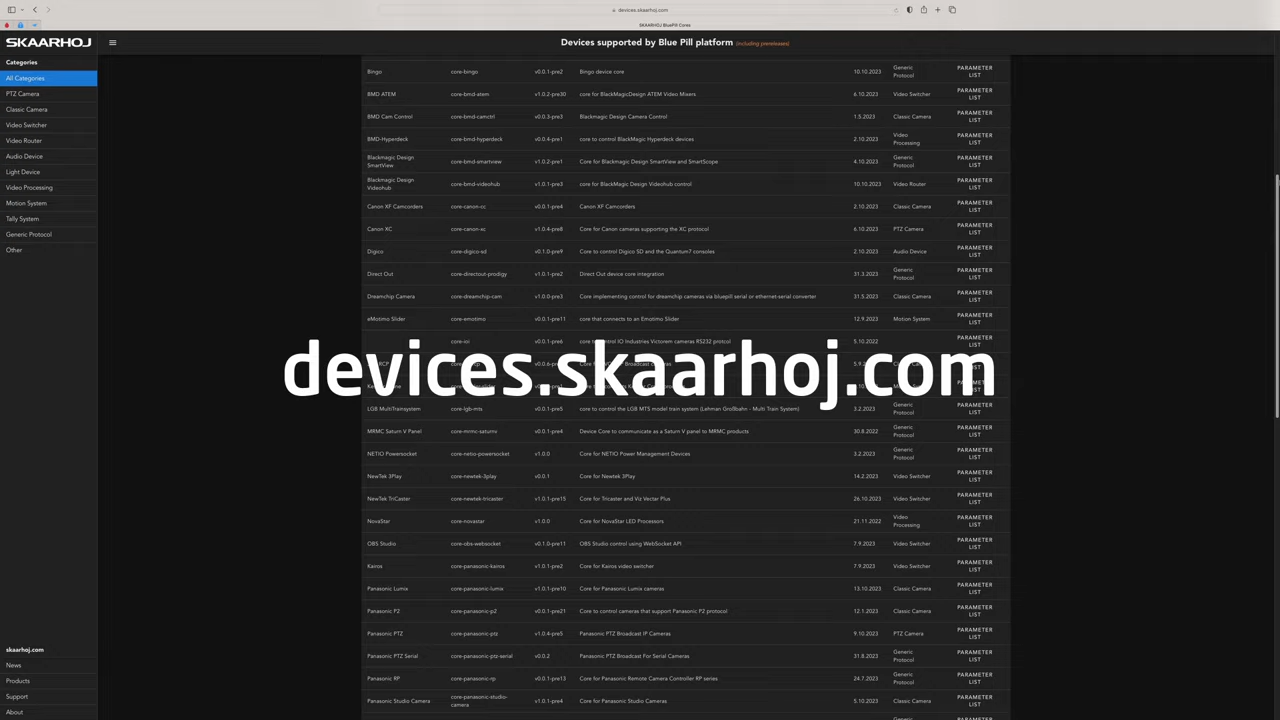 devices.skaarhoj.com
SKAARHOJ BluePill Cores
SKAARHOJ
Devices supported by Blue Pill platform (including prereleases)
Categories
All Categories
PTZ Camera
Classic Camera
Video Switcher
Video Router
Audio Device
Light Device
Video Processing
Motion System
Tally System
Generic Protocol
Other
Bingo core-bingo v0.0.1-pre2 Bingo device core 10.10.2023 Generic Protocol PARAMETER LIST
BMD ATEM core-bmd-atem v1.0.2-pre30 core for BlackMagicDesign ATEM Video Mixers 6.10.2023 Video Switcher PARAMETER LIST
BMD Cam Control core-bmd-camctrl v0.0.3-pre3 Blackmagic Design Camera Control 1.5.2023 Classic Camera PARAMETER LIST
BMD-Hyperdeck core-bmd-hyperdeck v0.0.4-pre1 core to control BlackMagic Hyperdeck devices 2.10.2023 Video Processing PARAMETER LIST
Blackmagic Design SmartView core-bmd-smartview v1.0.2-pre1 Core for Blackmagic Design SmartView and SmartScope 4.10.2023 Generic Protocol PARAMETER LIST
Blackmagic Design Videohub core-bmd-videohub v1.0.1-pre3 core for BlackMagic Design Videohub control 10.10.2023 Video Router PARAMETER LIST
Canon XF Camcorders core-canon-cc v0.0.1-pre4 Canon XF Camcorders 2.10.2023 Classic Camera PARAMETER LIST
Canon XC core-canon-xc v1.0.4-pre8 Core for Canon cameras supporting the XC protocol 6.10.2023 PTZ Camera PARAMETER LIST
Digico core-digico-sd v0.1.0-pre9 Core to control Digico SD and the Quantum7 consoles 2.10.2023 Audio Device PARAMETER LIST
Direct Out core-directout-prodigy v1.0.1-pre2 Direct Out device core integration 31.3.2023 Generic Protocol PARAMETER LIST
Dreamchip Camera core-dreamchip-cam v1.0.0-pre3 Core implementing control for dreamchip cameras via bluepill serial or ethernet-serial converter 31.5.2023 Classic Camera PARAMETER LIST
eMotimo Slider core-emotimo v0.0.1-pre11 core that connects to an Emotimo Slider 12.9.2023 Motion System PARAMETER LIST
core-ioi v0.0.1-pre6 core to control IO Industries Victorem cameras RS232 protcol 5.10.2022 PARAMETER LIST
devices.skaarhoj.com
LGB MultiTrainsystem core-lgb-mts v0.0.1-pre5 core to control the LGB MTS model train system (Lehman Großbahn - Multi Train System) 3.2.2023 Generic Protocol PARAMETER LIST
MRMC Saturn V Panel core-mrmc-saturnv v0.0.1-pre4 Device Core to communicate as a Saturn V panel to MRMC products 30.8.2022 Generic Protocol PARAMETER LIST
NETIO Powersocket core-netio-powersocket v1.0.0 Core for NETIO Power Management Devices 3.2.2023 Generic Protocol PARAMETER LIST
NewTek 3Play core-newtek-3play v0.0.1 Core for Newtek 3Play 14.2.2023 Video Switcher PARAMETER LIST
NewTek TriCaster core-newtek-tricaster v1.0.1-pre15 Core for Tricaster and Viz Vectar Plus 26.10.2023 Video Switcher PARAMETER LIST
NovaStar core-novastar v1.0.0 Core for NovaStar LED Processors 21.11.2022 Video Processing PARAMETER LIST
OBS Studio core-obs-websocket v0.1.0-pre11 OBS Studio control using WebSocket API 7.9.2023 Video Switcher PARAMETER LIST
Kairos core-panasonic-kairos v1.0.1-pre2 Core for Kairos video switcher 7.9.2023 Video Switcher PARAMETER LIST
Panasonic Lumix core-panasonic-lumix v1.0.1-pre10 Core for Panasonic Lumix cameras 13.10.2023 Classic Camera PARAMETER LIST
Panasonic P2 core-panasonic-p2 v0.0.1-pre21 Core to control cameras that support Panasonic P2 protocol 12.1.2023 Classic Camera PARAMETER LIST
Panasonic PTZ core-panasonic-ptz v1.0.4-pre5 Panasonic PTZ Broadcast IP Cameras 9.10.2023 PTZ Camera PARAMETER LIST
Panasonic PTZ Serial core-panasonic-ptz-serial v0.0.2 Panasonic PTZ Broadcast For Serial Cameras 31.8.2023 Generic Protocol PARAMETER LIST
Panasonic RP core-panasonic-rp v0.0.1-pre13 Core for Panasonic Remote Camera Controller RP series 24.7.2023 Generic Protocol PARAMETER LIST
Panasonic Studio Camera core-panasonic-studio-camera v0.0.1-pre4 Core for Panasonic Studio Cameras 5.10.2023 Classic Camera PARAMETER LIST
skaarhoj.com
News
Products
Support
About